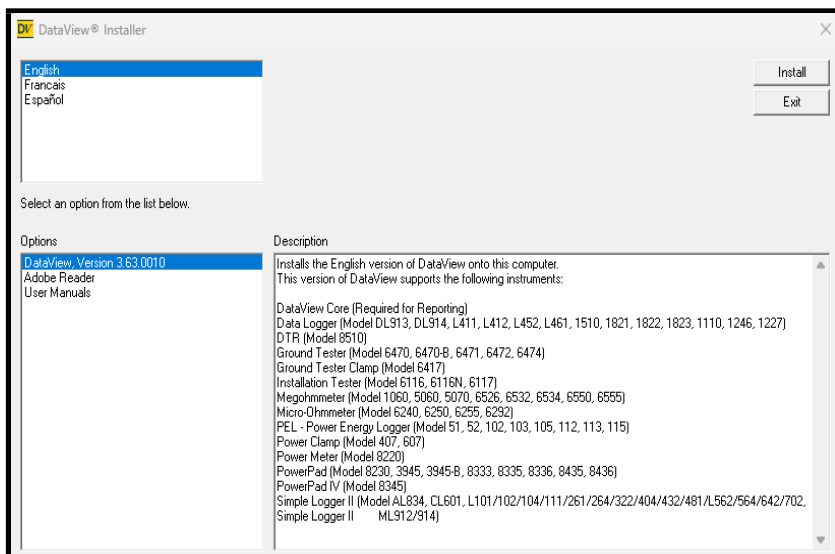 DV DataView® Installer
English
Francais
Español
Install
Exit
Select an option from the list below.
Options
Description
DataView, Version 3.63.0010
Adobe Reader
User Manuals
Installs the English version of DataView onto this computer.
This version of DataView supports the following instruments:
DataView Core (Required for Reporting)
Data Logger (Model DL913, DL914, L411, L412, L452, L461, 1510, 1821, 1822, 1823, 1110, 1246, 1227)
DTR (Model 8510)
Ground Tester (Model 6470, 6470-B, 6471, 6472, 6474)
Ground Tester Clamp (Model 6417)
Installation Tester (Model 6116, 6116N, 6117)
Megohmmeter (Model 1060, 5060, 5070, 6526, 6532, 6534, 6550, 6555)
Micro-Ohmmeter (Model 6240, 6250, 6255, 6292)
PEL - Power Energy Logger (Model 51, 52, 102, 103, 105, 112, 113, 115)
Power Clamp (Model 407, 607)
Power Meter (Model 8220)
PowerPad (Model 8230, 3945, 3945-B, 8333, 8335, 8336, 8435, 8436)
PowerPad IV (Model 8345)
Simple Logger II (Model AL834, CL601, L101/102/104/111/261/264/322/404/432/481/L562/564/642/702,
Simple Logger II ML912/914)